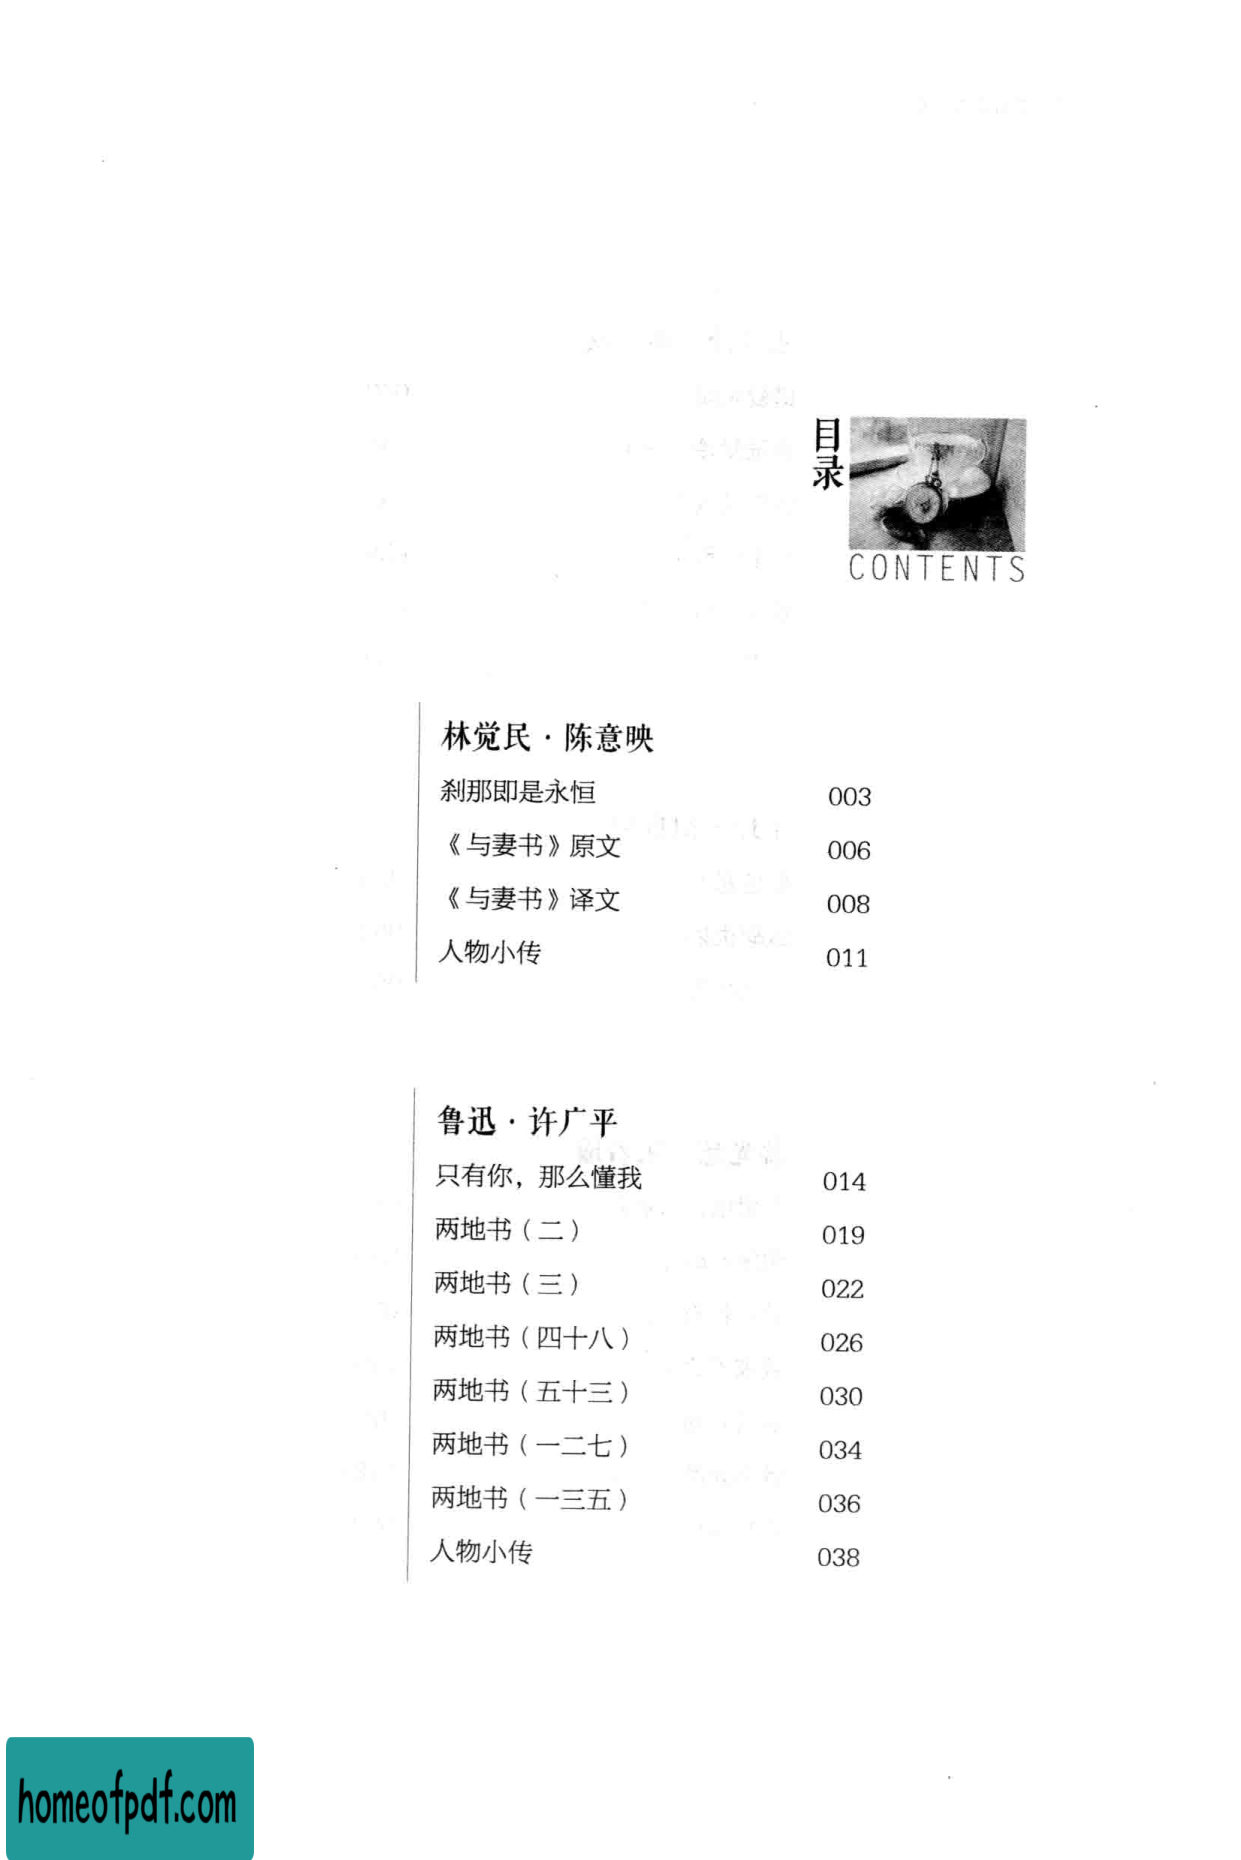 目录
CONTENTS
林觉民·陈意映
刹那即是永恒 003
《与妻书》原文 006
《与妻书》译文 008
人物小传 011
鲁迅·许广平
只有你，那么懂我 014
两地书（二） 019
两地书（三） 022
两地书（四十八） 026
两地书（五十三） 030
两地书（一二七） 034
两地书（一三五） 036
人物小传 038
homeofpdf.com